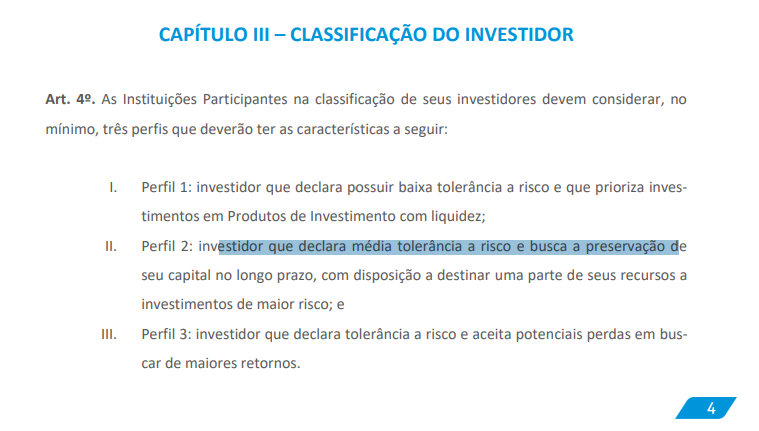 CAPÍTULO III – CLASSIFICAÇÃO DO INVESTIDOR
Art. 4º. As Instituições Participantes na classificação de seus investidores devem considerar, no
mínimo, três perfis que deverão ter as características a seguir:
I. Perfil 1: investidor que declara possuir baixa tolerância a risco e que prioriza inves-
timentos em Produtos de Investimento com liquidez;
II. Perfil 2: investidor que declara média tolerância a risco e busca a preservação de
seu capital no longo prazo, com disposição a destinar uma parte de seus recursos a
investimentos de maior risco; e
III. Perfil 3: investidor que declara tolerância a risco e aceita potenciais perdas em bus-
car de maiores retornos.
4